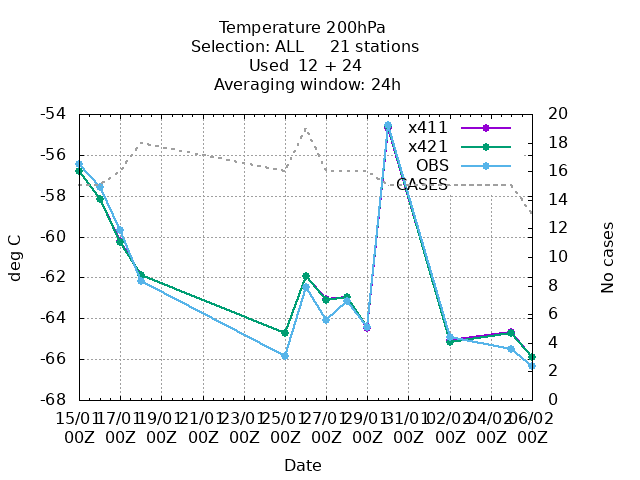 Temperature 200hPa
Selection: ALL 21 stations
Used 12 + 24
Averaging window: 24h
-54
-56
-58
-60
-62
-64
-66
-68
deg C
20
18
16
14
12
10
8
6
4
2
0
No cases
x411
x421
OBS
CASES
15/01 17/01 19/01 21/01 23/01 25/01 27/01 29/01 31/01 02/02 04/02 06/02
00Z 00Z 00Z 00Z 00Z 00Z 00Z 00Z 00Z 00Z 00Z 00Z
Date